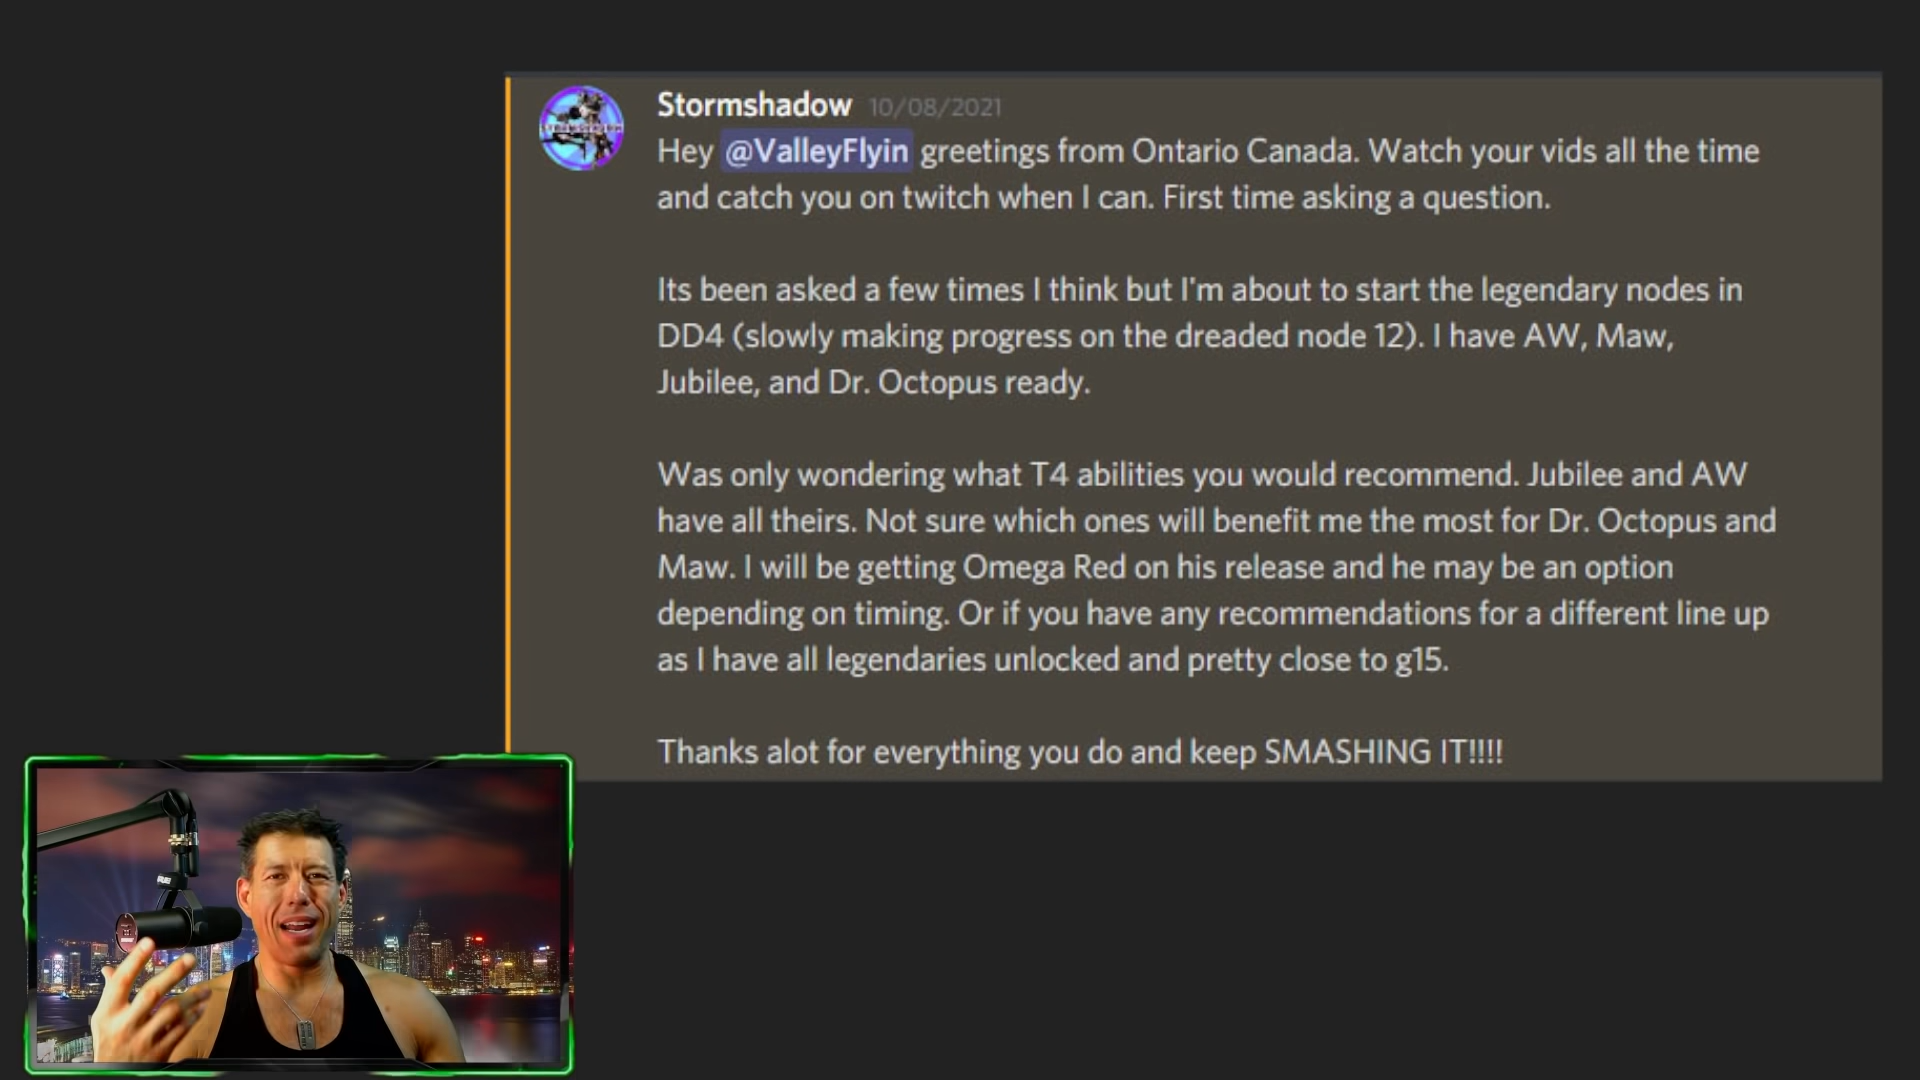 Stormshadow 10/08/2021
Hey @ValleyFlyin greetings from Ontario Canada. Watch your vids all the time
and catch you on twitch when I can. First time asking a question.
Its been asked a few times I think but I'm about to start the legendary nodes in
DD4 (slowly making progress on the dreaded node 12). I have AW, Maw,
Jubilee, and Dr. Octopus ready.
Was only wondering what T4 abilities you would recommend. Jubilee and AW
have all theirs. Not sure which ones will benefit me the most for Dr. Octopus and
Maw. I will be getting Omega Red on his release and he may be an option
depending on timing. Or if you have any recommendations for a different line up
as I have all legendaries unlocked and pretty close to g15.
Thanks alot for everything you do and keep SMASHING IT!!!!